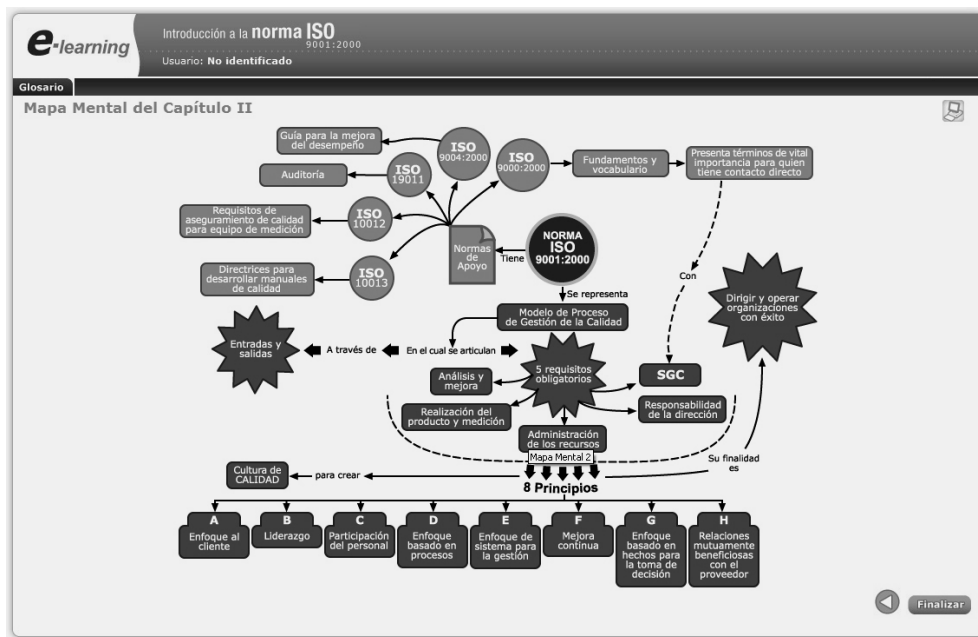 e-learning
Introducción a la norma ISO
9001:2000
Usuario: No identificado
Glosario
Mapa Mental del Capítulo II
Guía para la mejora
del desempeño
ISO
9004:2000
ISO
9000:2000
Fundamentos y
vocabulario
Presenta términos de vital
importancia para quien
tiene contacto directo
Auditoría
ISO
19011
Requisitos de
aseguramiento de calidad
para equipo de medición
ISO
10012
Normas
de
Apoyo
Tiene
NORMA
ISO
9001:2000
Directrices para
desarrollar manuales
de calidad
ISO
10013
Con
Se representa
Modelo de Proceso
de Gestión de la Calidad
Dirigir y operar
organizaciones
con éxito
Entradas y
salidas
A través de
En el cual se articulan
5 requisitos
obligatorios
Análisis y
mejora
SGC
Realización del
producto y medición
Responsabilidad
de la dirección
Administración
de los recursos
Mapa Mental 2
Su finalidad
es
Cultura de
CALIDAD
para crear
8 Principios
A
Enfoque al
cliente
B
Liderazgo
C
Participación
del personal
D
Enfoque
basado en
procesos
E
Enfoque de
sistema para
la gestión
F
Mejora
continua
G
Enfoque
basado en
hechos para
la toma de
decisión
H
Relaciones
mutuamente
beneficiosas
con el
proveedor
Finalizar